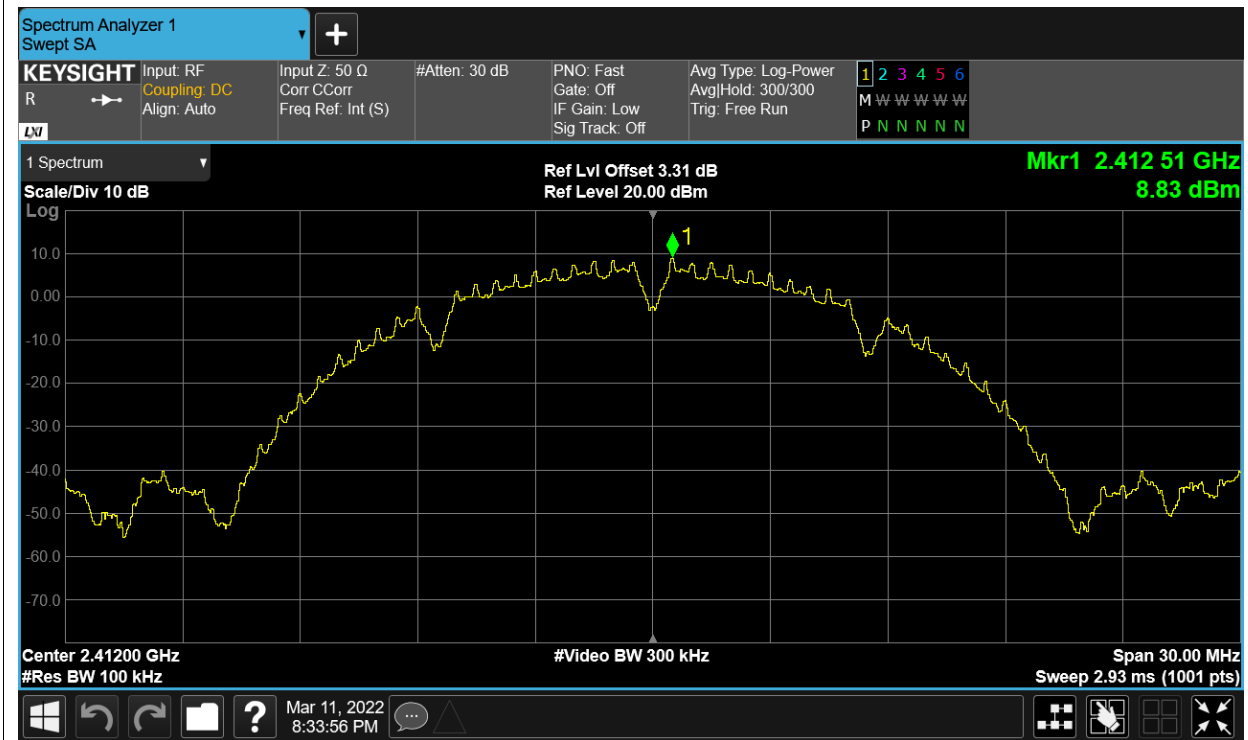 Spectrum Analyzer 1
Swept SA
+
KEYSIGHT
R
LXI
Input: RF
Coupling: DC
Align: Auto
Input Z: 50 Ω
Corr CCorr
Freq Ref: Int (S)
#Atten: 30 dB
PNO: Fast
Gate: Off
IF Gain: Low
Sig Track: Off
Avg Type: Log-Power
Avg|Hold: 300/300
Trig: Free Run
1 2 3 4 5 6
M W W W W W
P N N N N N
1 Spectrum
Scale/Div 10 dB
Ref Lvl Offset 3.31 dB
Ref Level 20.00 dBm
Mkr1 2.412 51 GHz
8.83 dBm
Log
1
10.0
0.00
-10.0
-20.0
-30.0
-40.0
-50.0
-60.0
-70.0
Center 2.41200 GHz
#Res BW 100 kHz
#Video BW 300 kHz
Span 30.00 MHz
Sweep 2.93 ms (1001 pts)
?
Mar 11, 2022
8:33:56 PM